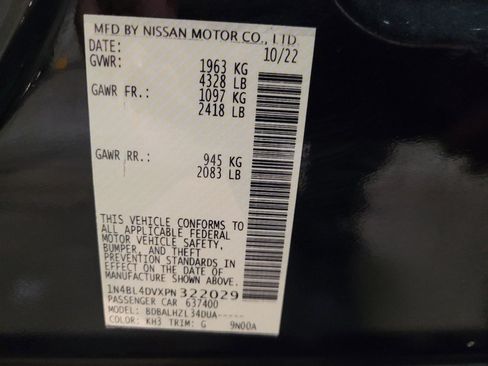 MFD BY NISSAN MOTOR CO., LTD.
DATE: 10/22
GVWR: 1963 KG
4328 LB
GAWR FR.: 1097 KG
2418 LB
GAWR RR.: 945 KG
2083 LB
THIS VEHICLE CONFORMS TO
ALL APPLICABLE FEDERAL
MOTOR VEHICLE SAFETY,
BUMPER, AND THEFT
PREVENTION STANDARDS IN
EFFECT ON THE DATE OF
MANUFACTURE SHOWN ABOVE.
1N4BL4DVXPN322029
PASSENGER CAR 637400
MODEL: BDBALHZL34DUA-----
COLOR: KH3 TRIM: G 9N00A